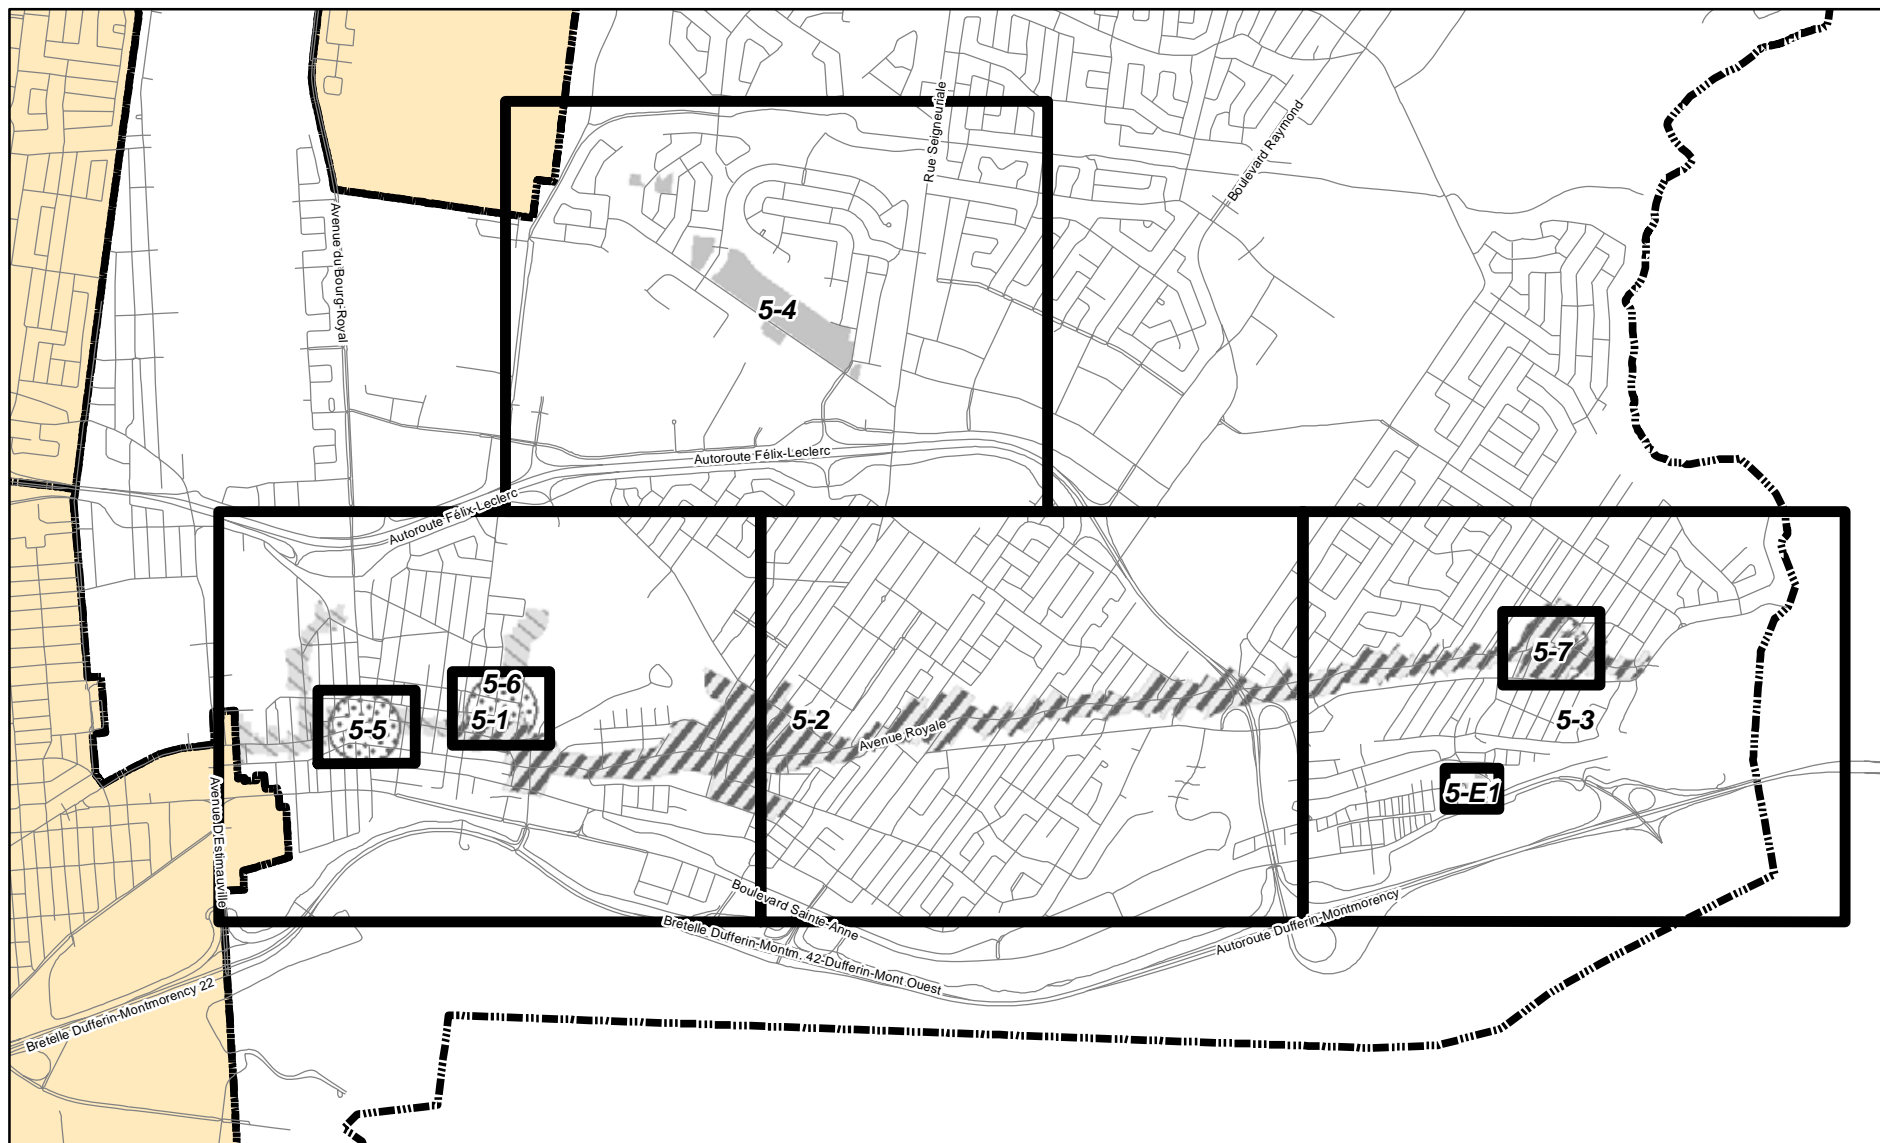 Rue Seigneuriale
Boulevard Raymond
Avenue du Bourg-Royal
5-4
Autoroute Félix-Leclerc
Autoroute Félix-Leclerc
5-7
5-6
5-1
5-5
5-2
5-3
Avenue Royale
5-E1
Avenue D'Estimauville
Boulevard Sainte-Anne
Bretelle Dufferin-Montm. 42-Dufferin-Mont Ouest
Autoroute Dufferin-Montmorency
Bretelle Dufferin-Montmorency 22